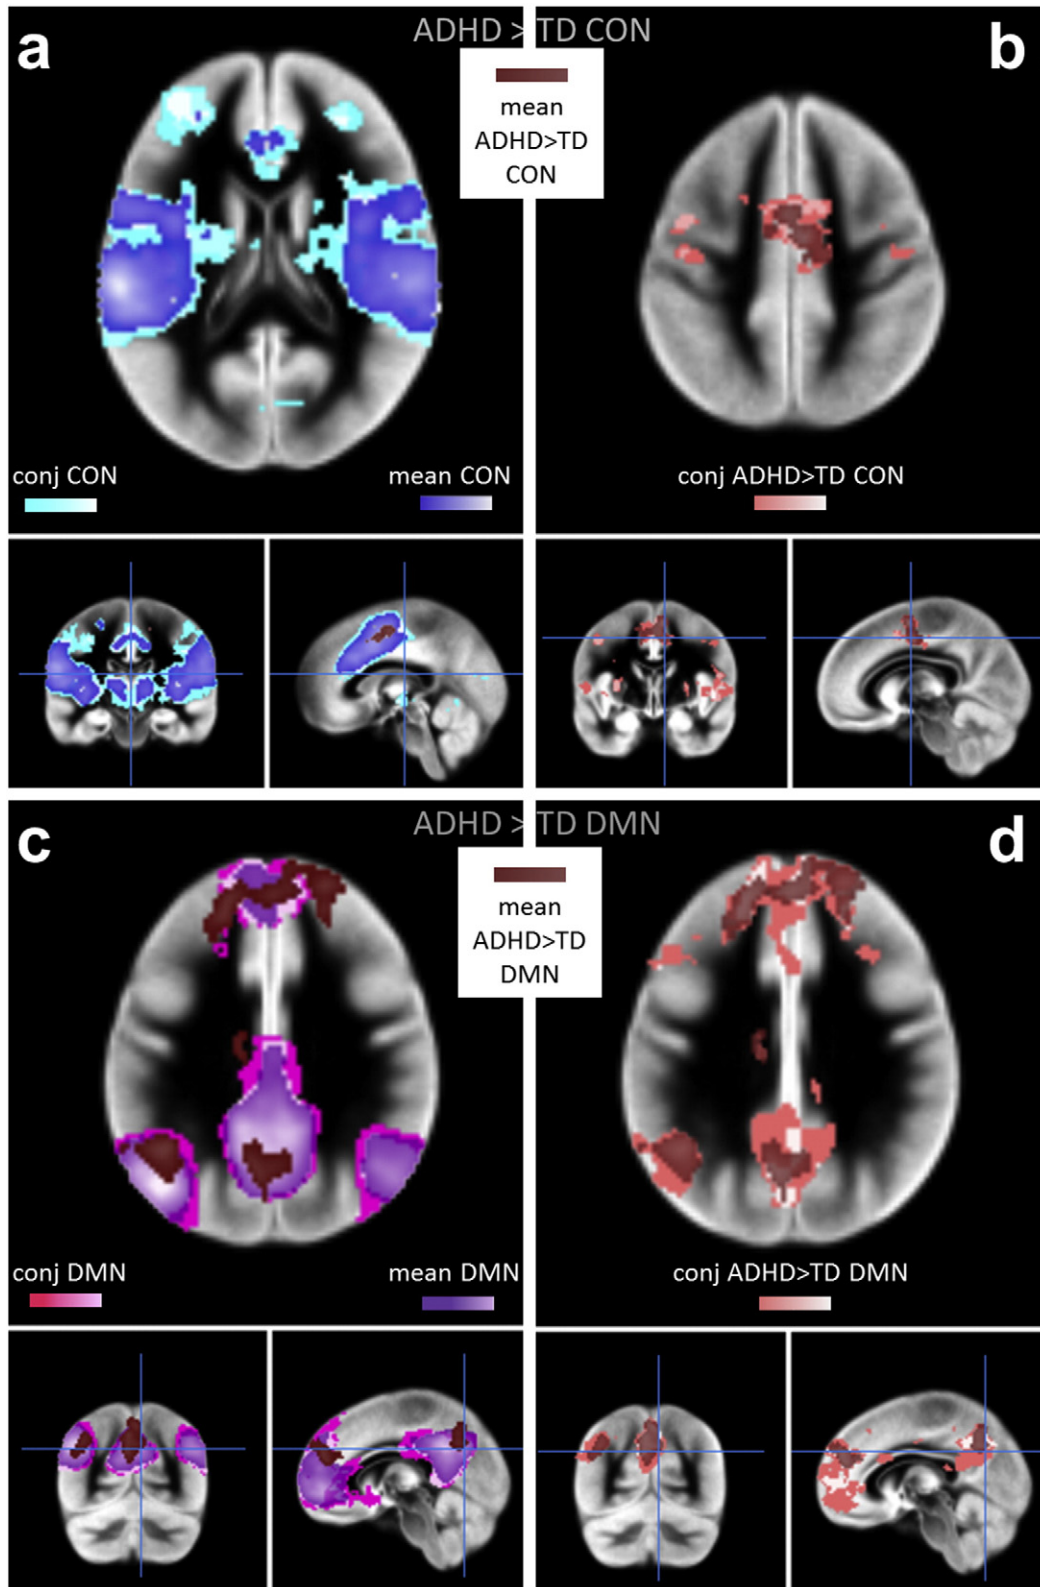 ADHD > TD CON
a
b
mean
ADHD>TD
CON
conj CON
mean CON
conj ADHD>TD CON
ADHD > TD DMN
c
d
mean
ADHD>TD
DMN
conj DMN
mean DMN
conj ADHD>TD DMN